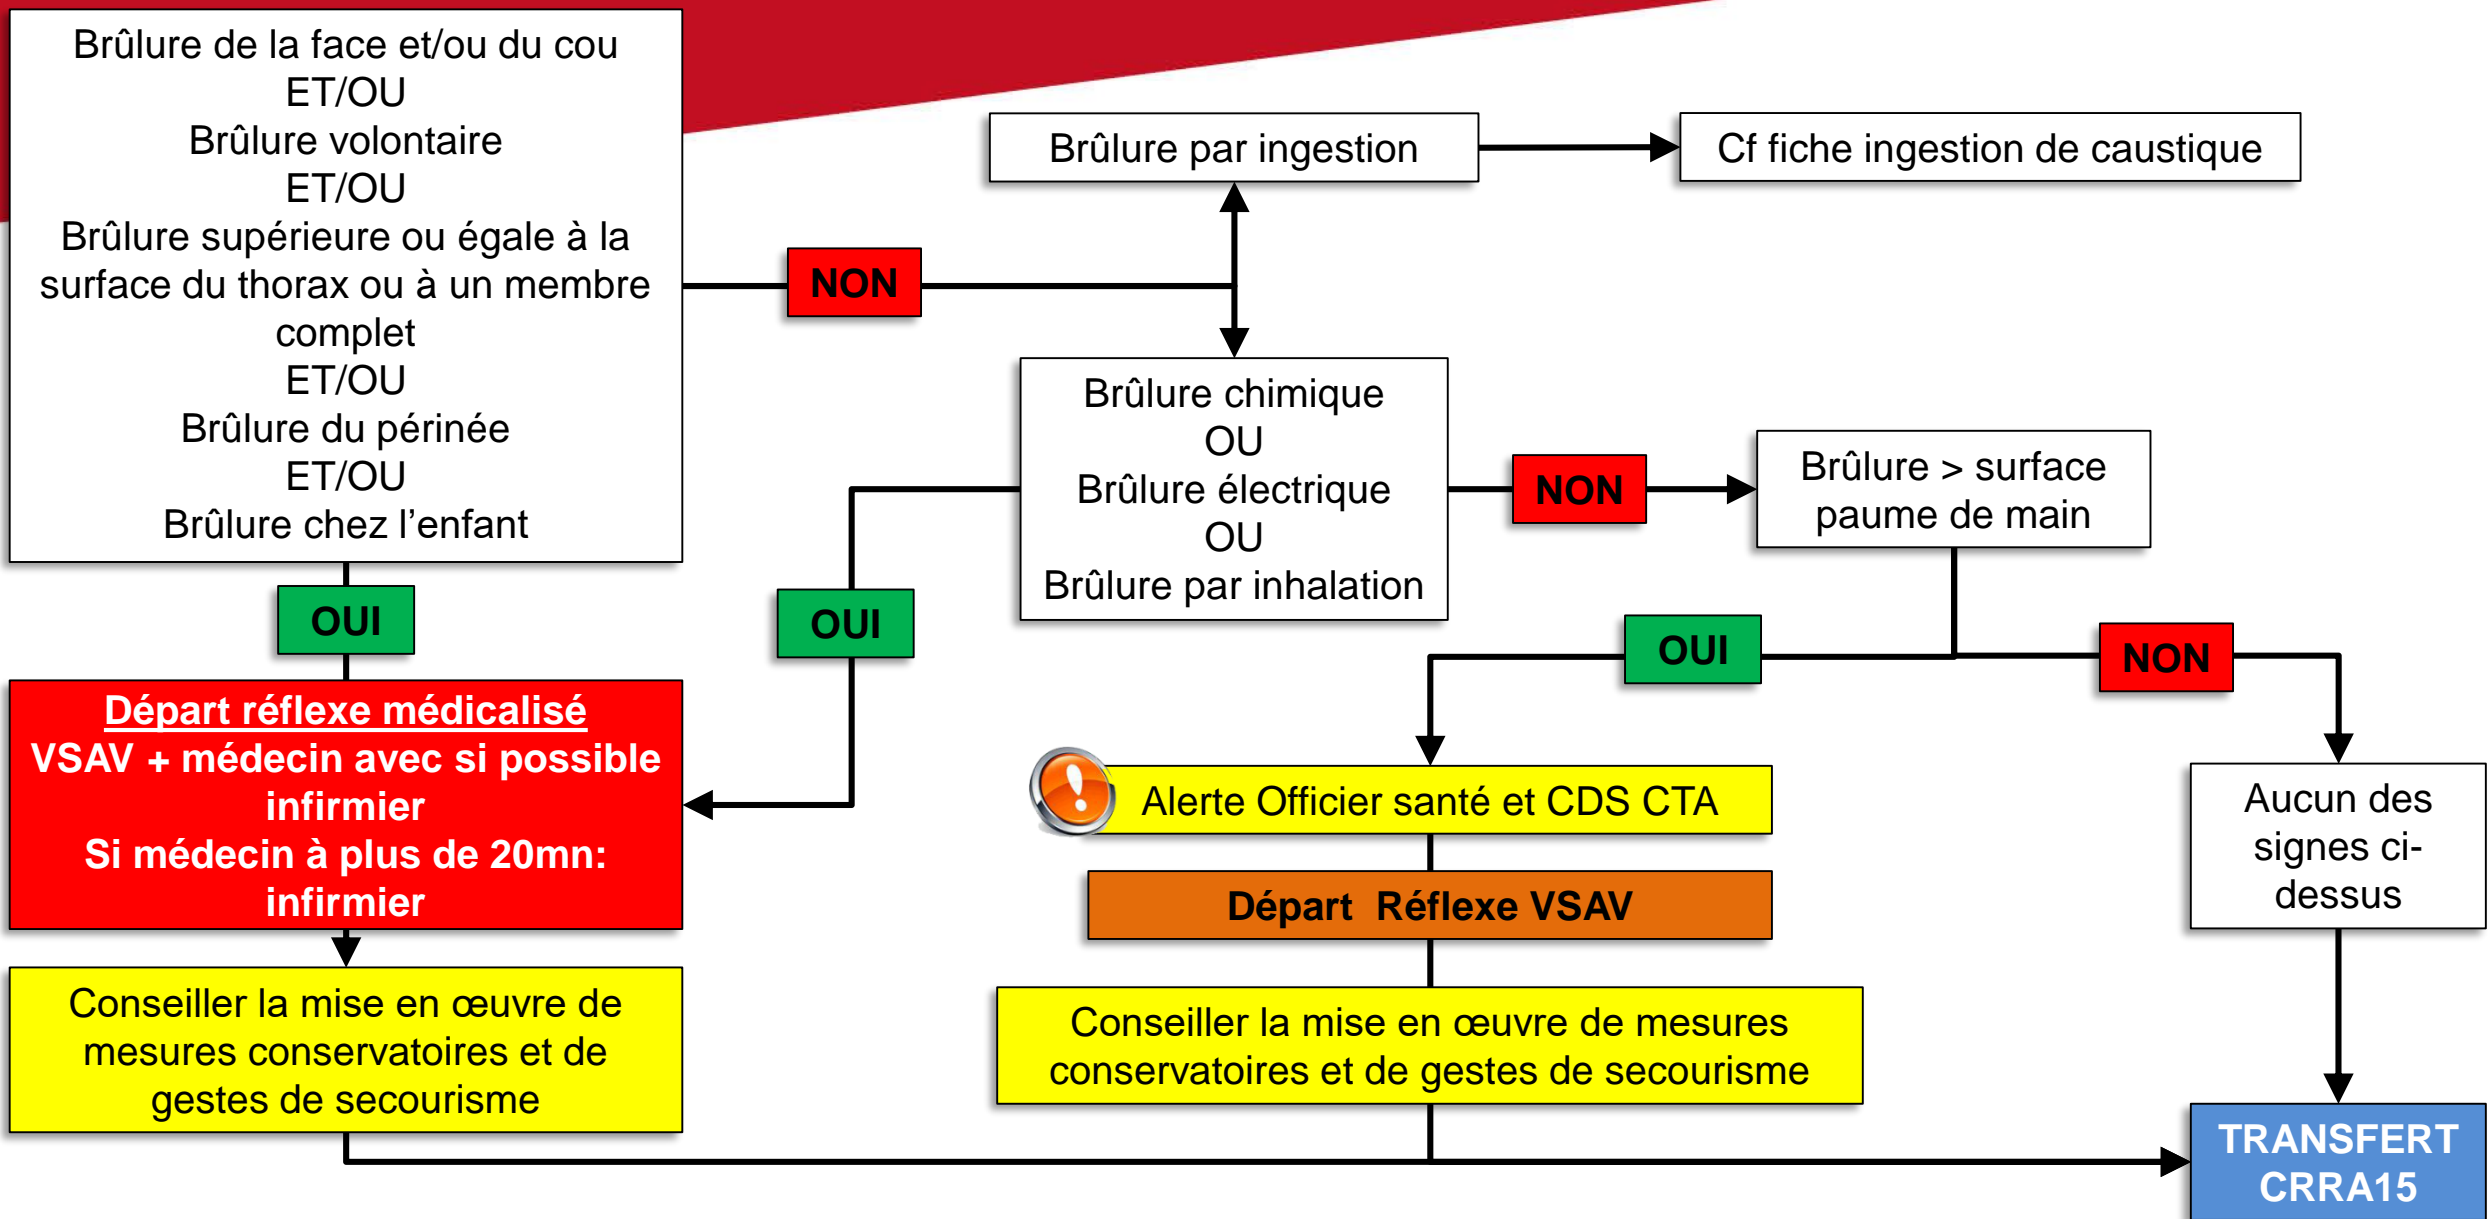 Brûlure de la face et/ou du cou
ET/OU
Brûlure volontaire
ET/OU
Brûlure supérieure ou égale à la
surface du thorax ou à un membre
complet
ET/OU
Brûlure du périnée
ET/OU
Brûlure chez l'enfant
NON
Brûlure par ingestion
Cf fiche ingestion de caustique
Brûlure chimique
OU
Brûlure électrique
OU
Brûlure par inhalation
NON
Brûlure > surface
paume de main
OUI
OUI
OUI
NON
Départ réflexe médicalisé
VSAV + médecin avec si possible
infirmier
Si médecin à plus de 20mn:
infirmier
Alerte Officier santé et CDS CTA
Départ  Réflexe VSAV
Aucun des
signes ci-
dessus
Conseiller la mise en œuvre de
mesures conservatoires et de
gestes de secourisme
Conseiller la mise en œuvre de mesures
conservatoires et de gestes de secourisme
TRANSFERT
CRRA15